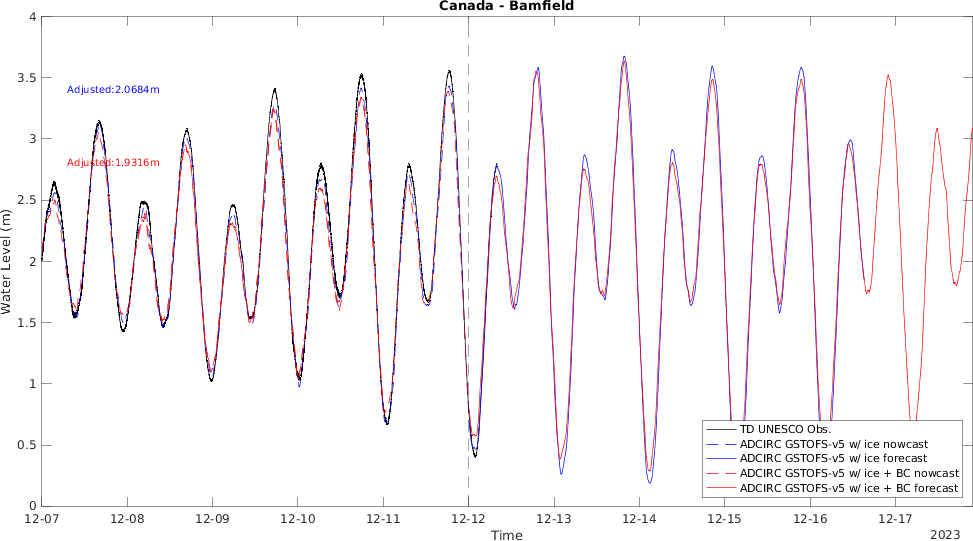 Canada - Bamfield
4
3.5
3
2.5
2
1.5
1
0.5
0
Water Level (m)
Adjusted:2.0684m
Adjusted:1.9316m
TD UNESCO Obs.
ADCIRC GSTOFS-v5 w/ ice nowcast
ADCIRC GSTOFS-v5 w/ ice forecast
ADCIRC GSTOFS-v5 w/ ice + BC nowcast
ADCIRC GSTOFS-v5 w/ ice + BC forecast
12-07 12-08 12-09 12-10 12-11 12-12 12-13 12-14 12-15 12-16 12-17
Time
2023